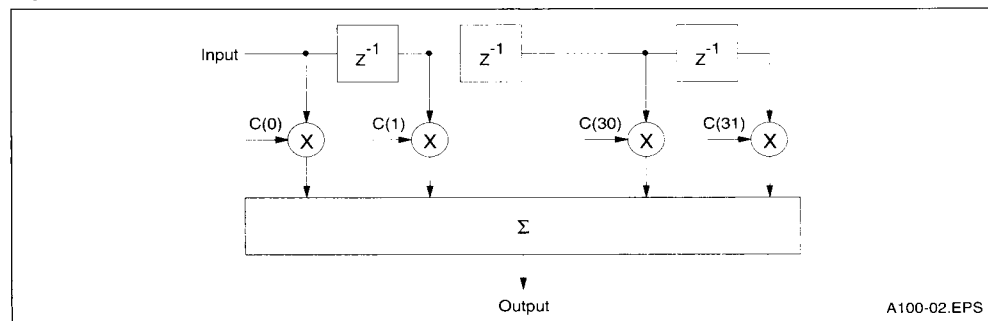 Input
z-1
z-1
z-1
C(0)
X
C(1)
X
C(30)
X
C(31)
X
Σ
Output
A100-02.EPS